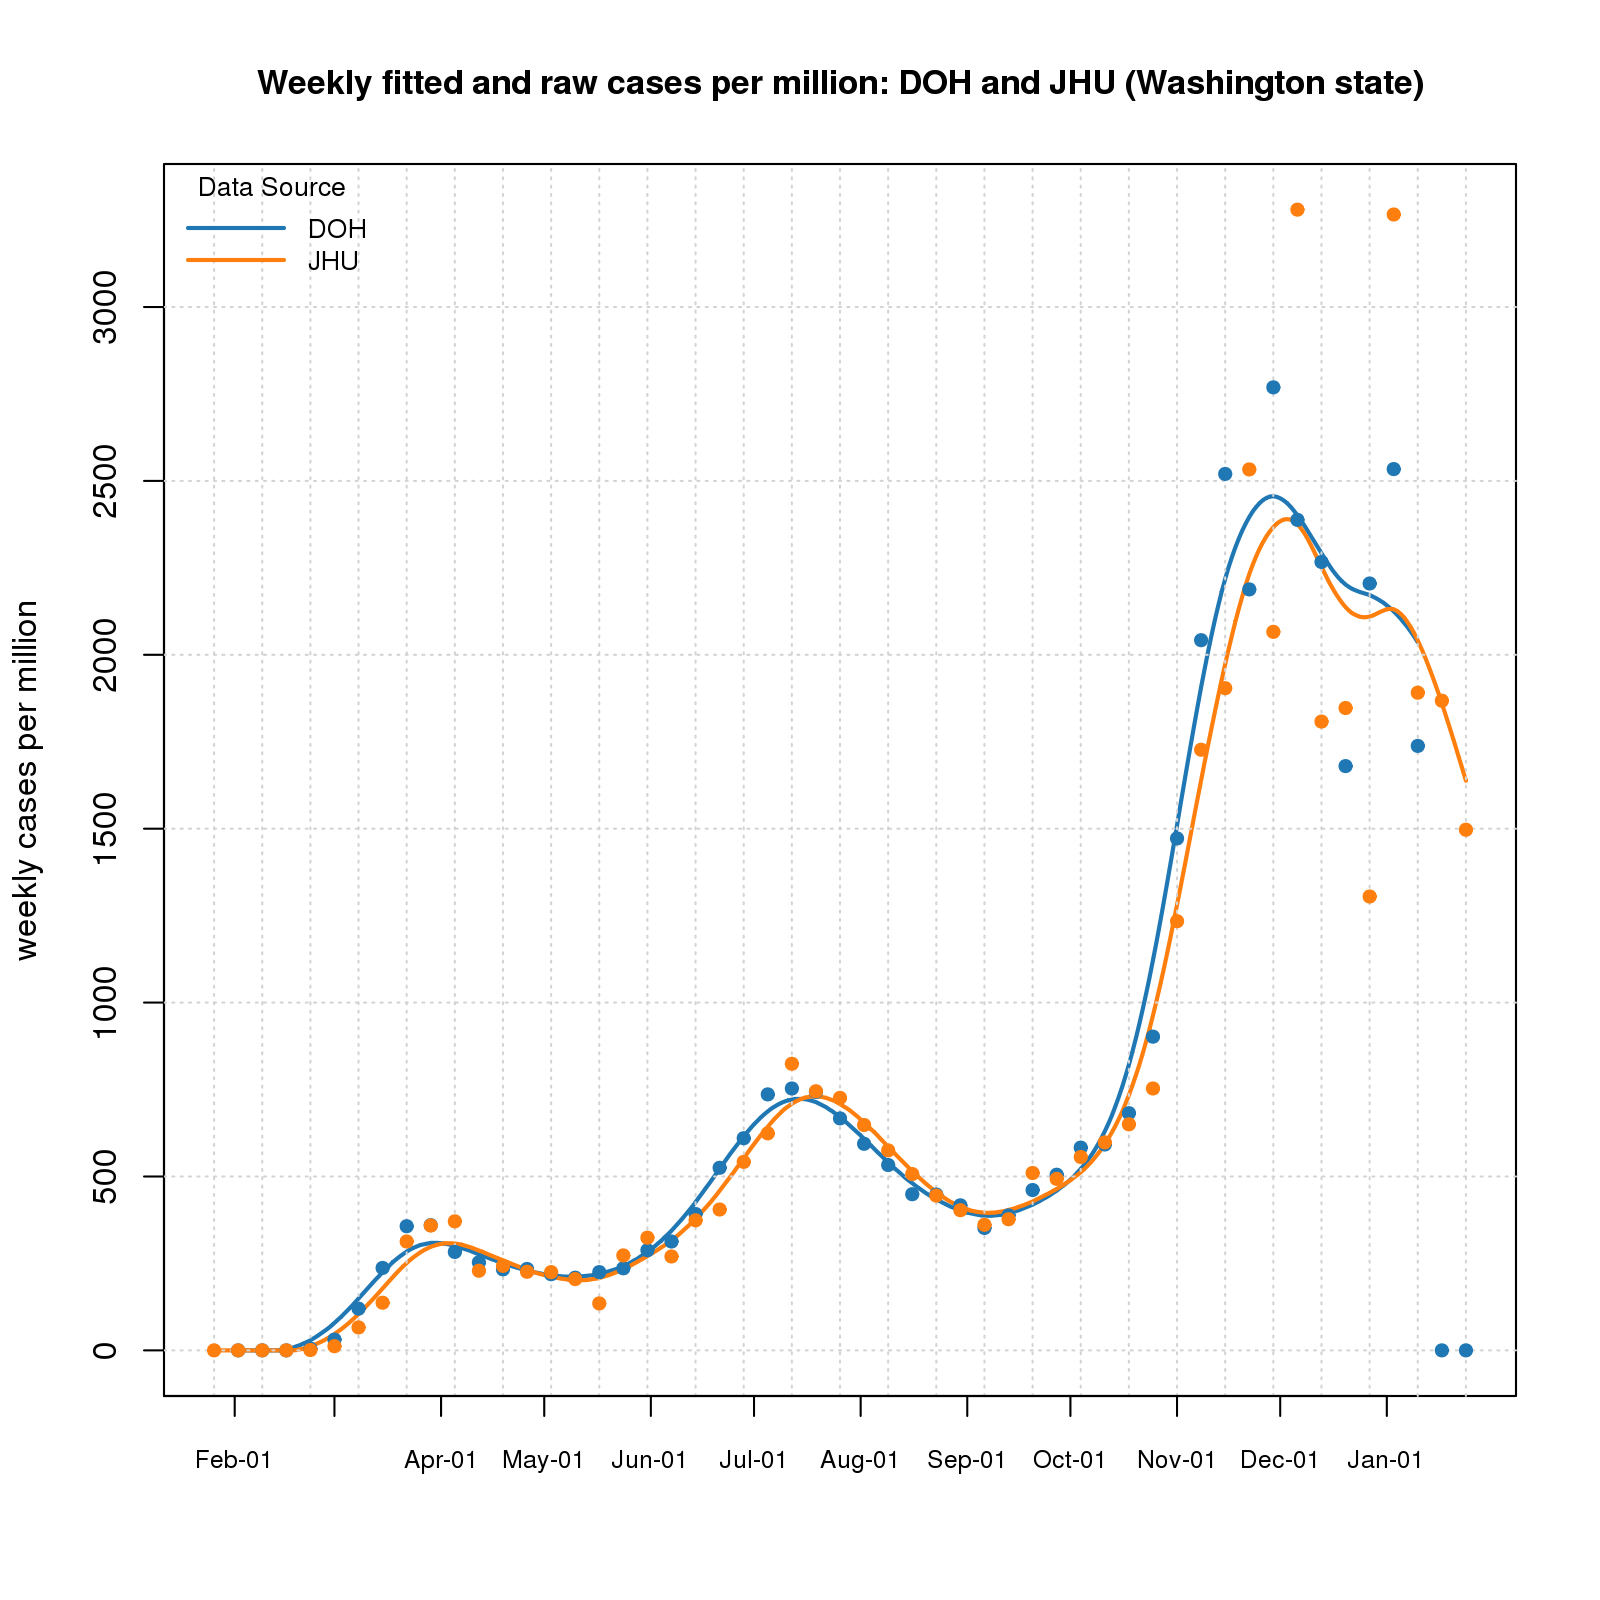 Weekly fitted and raw cases per million: DOH and JHU (Washington state)
Data Source
DOH
JHU
weekly cases per million
3000
2500
2000
1500
1000
500
0
Feb-01 Apr-01 May-01 Jun-01 Jul-01 Aug-01 Sep-01 Oct-01 Nov-01 Dec-01 Jan-01